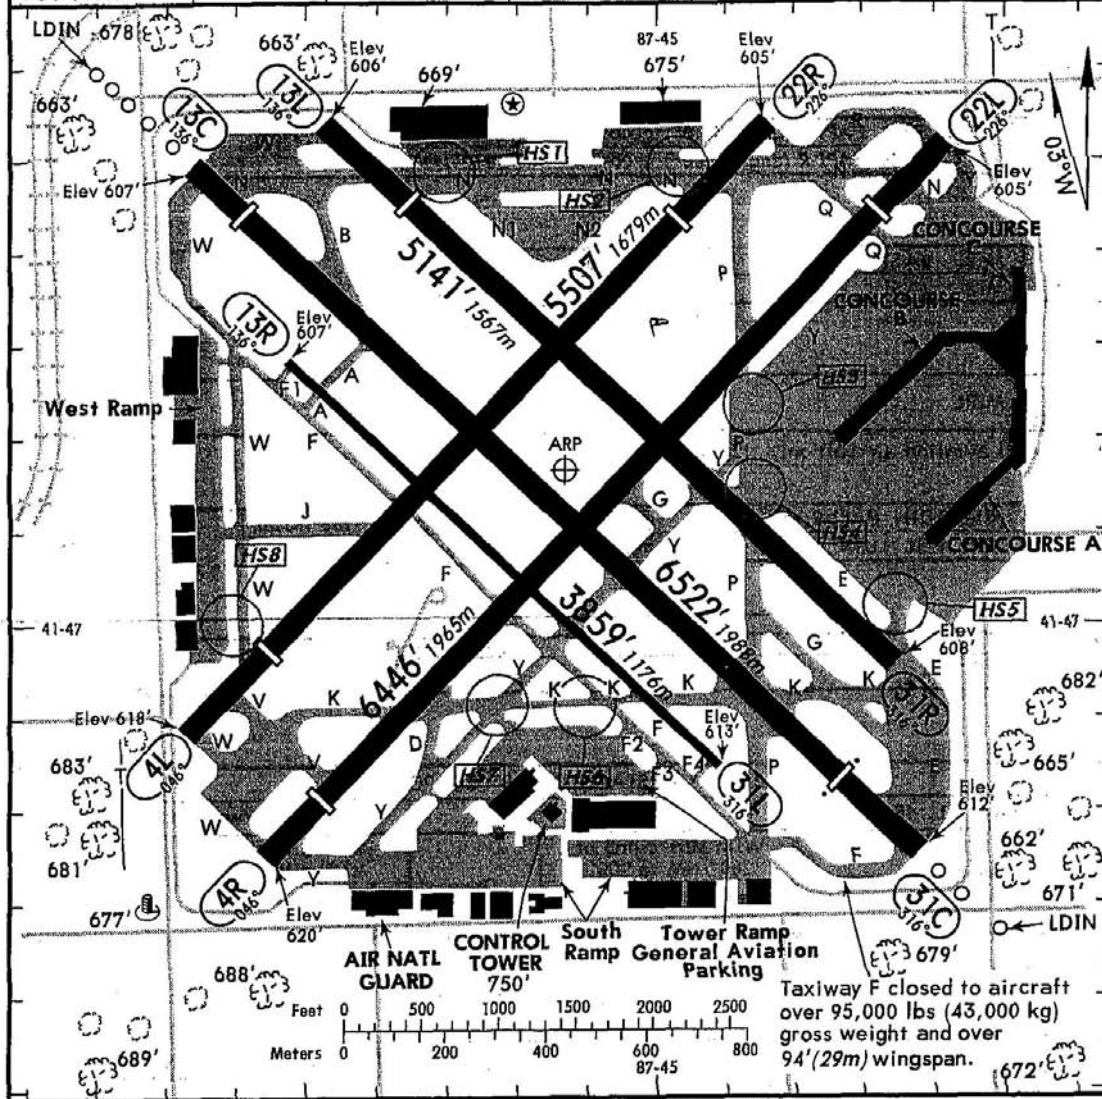 LDIN
678'
663'
Elev
606'
669'
87-45
675'
Elev
605'
T
13L
136°
13C
136°
22R
226°
22L
226°
03°W
663'
Elev 607'
HS1
HS2
Elev
605'
W
N
N
N
N
N
N
R
N1
N2
B
Q
Q
P
W
CONCOURSE
C
CONCOURSE
B
5141' 1567m
5507' 1679m
13R
136°
Elev
607'
A
Y
F1
A
HS3
West Ramp
W
F
ARP
P
Y
J
G
HS4
CONCOURSE A
HS8
W
F
Y
P
E
6522' 1988m
3859' 1176m
6446' 1965m
HS5
41-47
41-47
G
Elev
608'
E
Y
K
K
K
K
K
K
V
31R
316°
682'
Elev 618'
W
4L
046°
D
F
Elev
613'
F2
F3
F4
HS7
HS6
31L
316°
P
E
665'
683'
T
V
Y
Elev
612'
W
681'
662'
F
4R
046°
Y
31C
316°
671'
677'
Elev
620'
LDIN
AIR NATL
GUARD
CONTROL
TOWER
750'
South
Ramp
Tower Ramp
General Aviation
Parking
679'
688'
Taxiway F closed to aircraft
over 95,000 lbs (43,000 kg)
gross weight and over
94'(29m) wingspan.
Feet 0 500 1000 1500 2000 2500
Meters 0 200 400 600 800
87-45
689'
672'